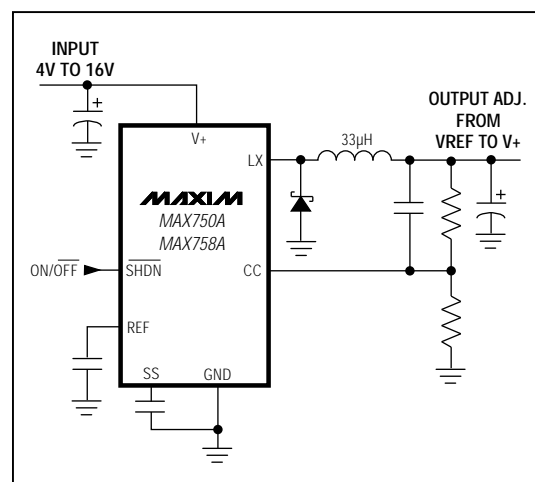 INPUT
4V TO 16V
OUTPUT ADJ.
FROM
VREF TO V+
V+
LX
33µH
MAXIM
MAX750A
MAX758A
ON/OFF
SHDN
CC
REF
SS
GND
+
+